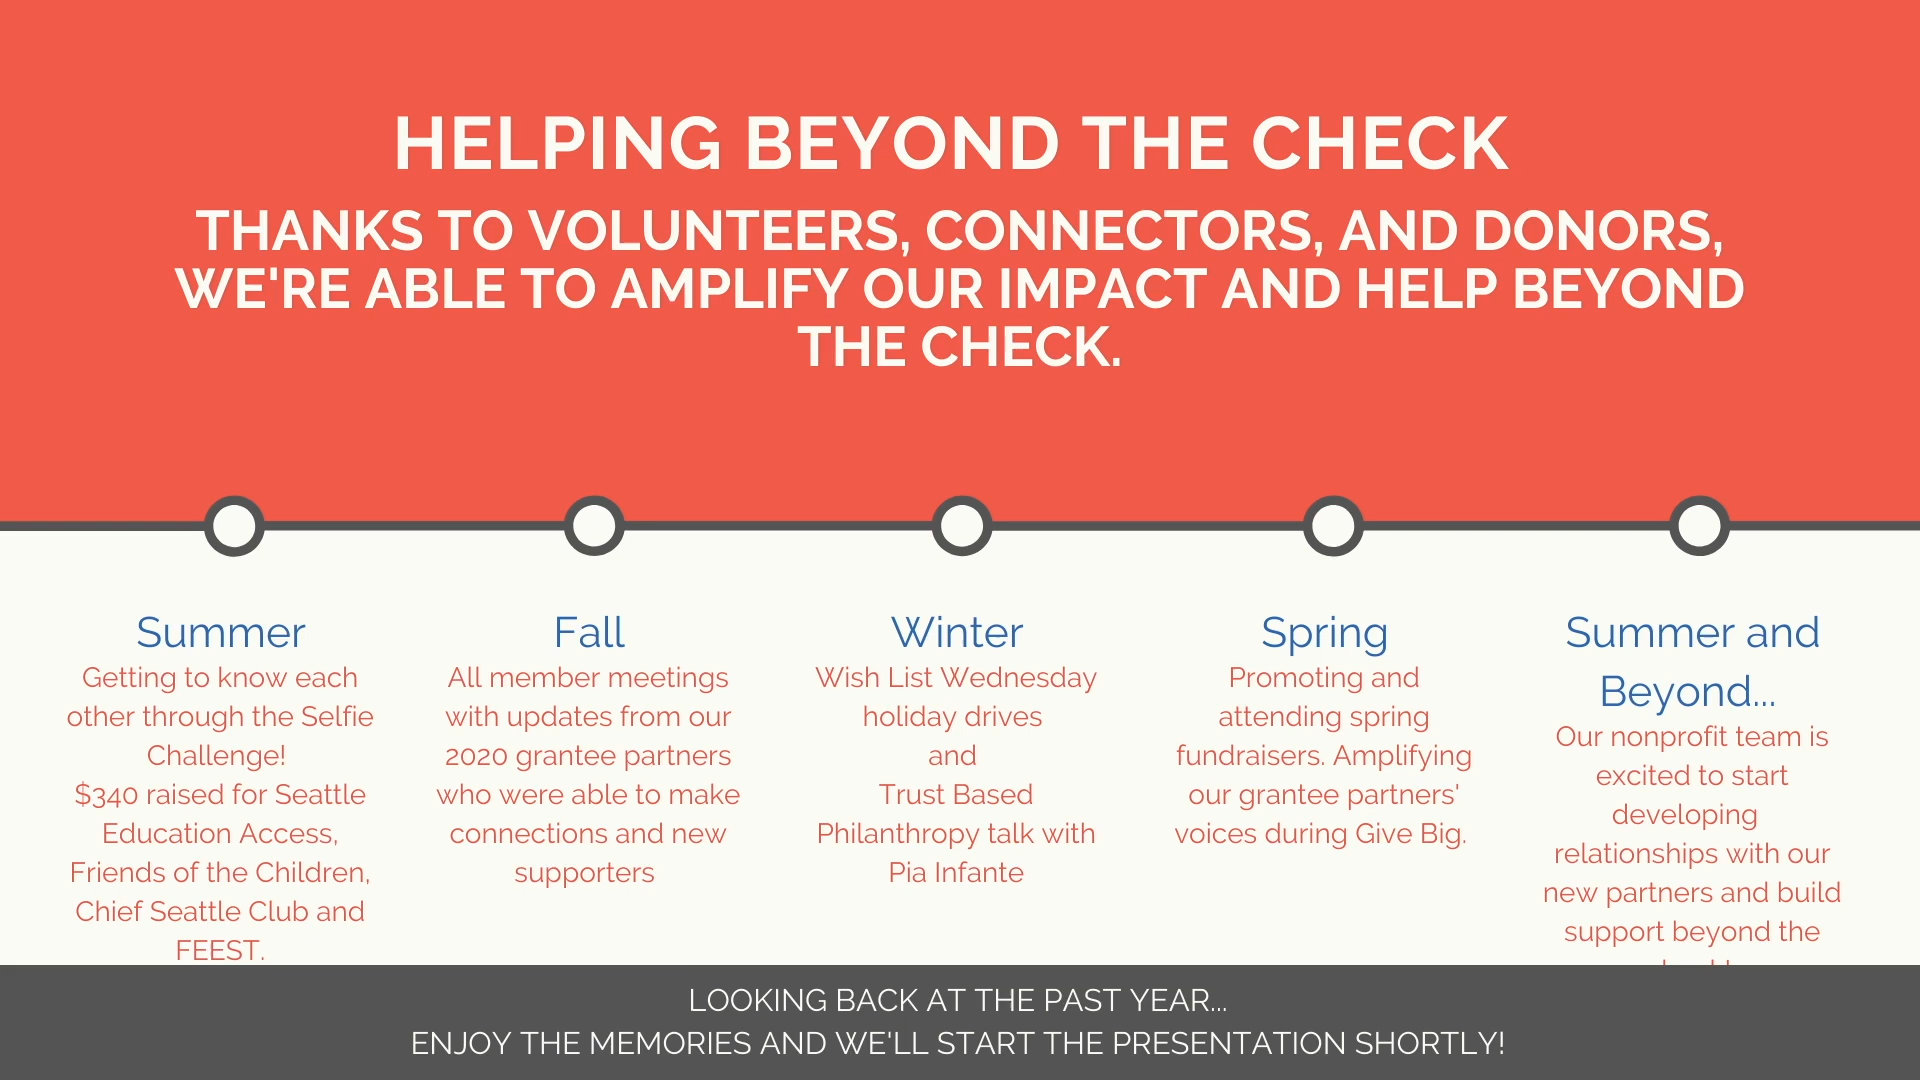 HELPING BEYOND THE CHECK
THANKS TO VOLUNTEERS, CONNECTORS, AND DONORS,
WE'RE ABLE TO AMPLIFY OUR IMPACT AND HELP BEYOND
THE CHECK.
Summer
Getting to know each
other through the Selfie
Challenge!
$340 raised for Seattle
Education Access,
Friends of the Children,
Chief Seattle Club and
FEEST.
Fall
All member meetings
with updates from our
2020 grantee partners
who were able to make
connections and new
supporters
Winter
Wish List Wednesday
holiday drives
and
Trust Based
Philanthropy talk with
Pia Infante
Spring
Promoting and
attending spring
fundraisers. Amplifying
our grantee partners'
voices during Give Big.
Summer and
Beyond...
Our nonprofit team is
excited to start
developing
relationships with our
new partners and build
support beyond the
LOOKING BACK AT THE PAST YEAR...
ENJOY THE MEMORIES AND WE'LL START THE PRESENTATION SHORTLY!